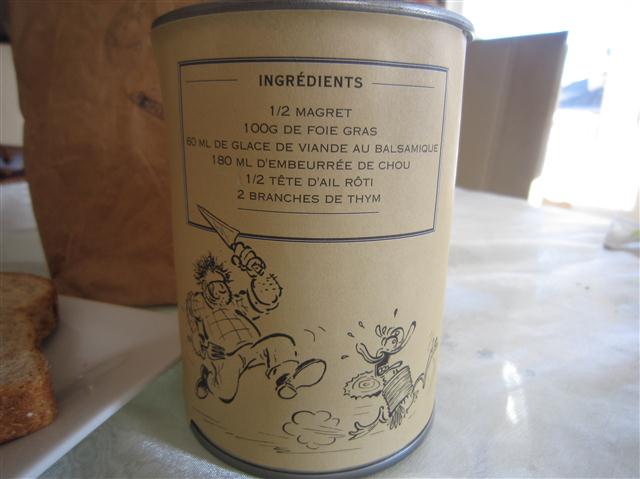 INGRÉDIENTS
1/2 MAGRET
100G DE FOIE GRAS
60 ML DE GLACE DE VIANDE AU BALSAMIQUE
180 ML D'EMBEURRÉE DE CHOU
1/2 TÊTE D'AIL RÔTI
2 BRANCHES DE THYM